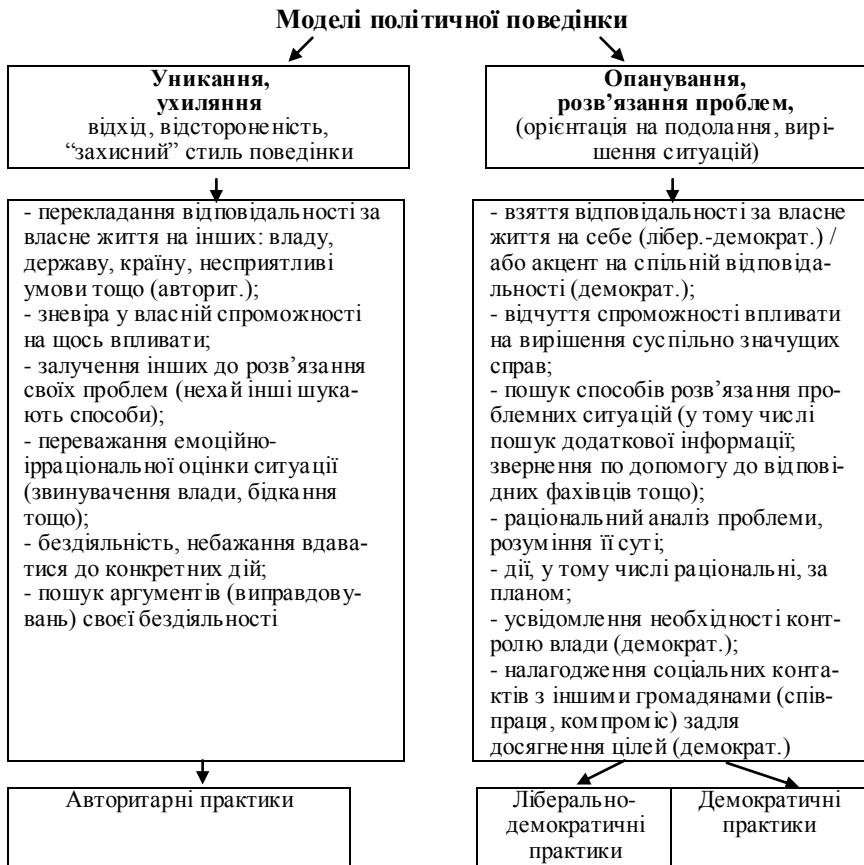 Моделі політичної поведінки
Уникання,
ухиляння
відхід, відстороненість,
“захисний” стиль поведінки
Опанування,
розв’язання проблем,
(орієнтація на подолання, вирі-
шення ситуацій)
- перекладання відповідальності за
власне життя на інших: владу,
державу, країну, несприятливі
умови тощо (авторит.);
- зневіра у власній спроможності
на щось впливати;
- залучення інших до розв’язання
своїх проблем (нехай інші шука-
ють способи);
- переважання емоційно-
ірраціональної оцінки ситуації
(звинувачення влади, бідкання
тощо);
- бездіяльність, небажання вдава-
тися до конкретних дій;
- пошук аргументів (виправдову-
вань) своєї бездіяльності
- взяття відповідальності за власне
життя на себе (лібер.-демократ.) /
або акцент на спільній відповіда-
льності (демократ.);
- відчуття спроможності впливати
на вирішення суспільно значущих
справ;
- пошук способів розв’язання про-
блемних ситуацій (у тому числі
пошук додаткової інформації;
звернення по допомогу до відпові-
дних фахівців тощо);
- раціональний аналіз проблеми,
розуміння її суті;
- дії, у тому числі раціональні, за
планом;
- усвідомлення необхідності конт-
ролю влади (демократ.);
- налагодження соціальних конта-
ктів з іншими громадянами (спів-
праця, компроміс) задля
досягнення цілей (демократ.)
Авторитарні практики
Ліберально-
демократичні
практики
Демократичні
практики